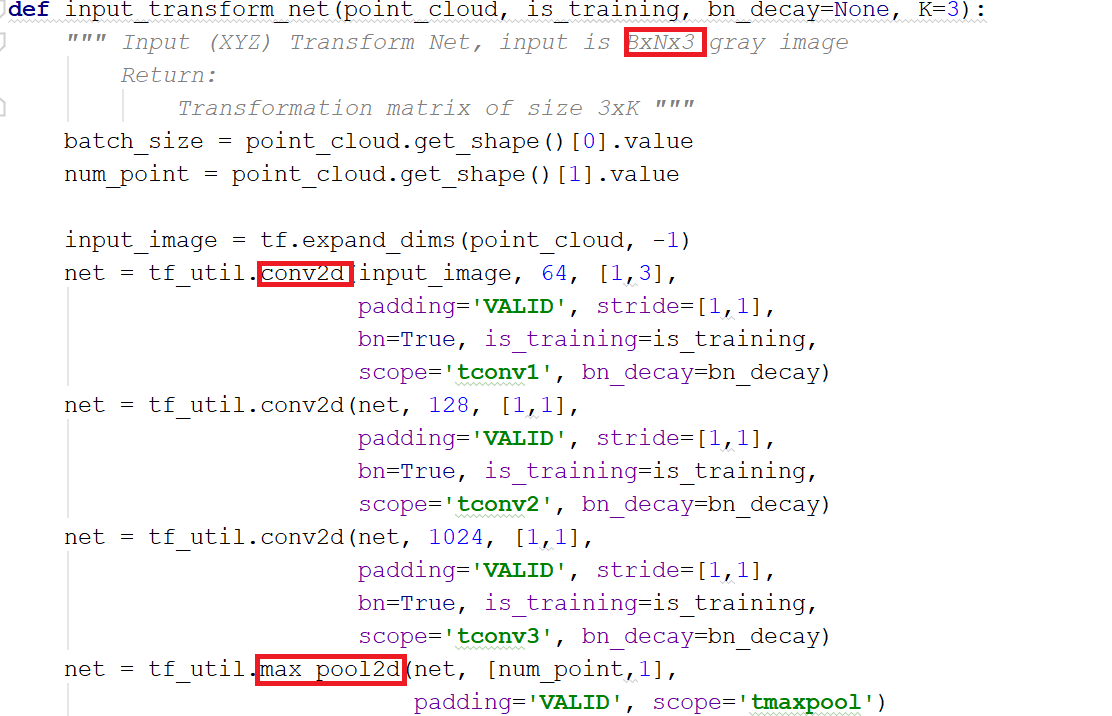 def input_transform_net(point_cloud, is_training, bn_decay=None, K=3):
    """ Input (XYZ) Transform Net, input is BxNx3 gray image
        Return:
            Transformation matrix of size 3xK """
    batch_size = point_cloud.get_shape()[0].value
    num_point = point_cloud.get_shape()[1].value

    input_image = tf.expand_dims(point_cloud, -1)
    net = tf_util.conv2d(input_image, 64, [1,3],
                         padding='VALID', stride=[1,1],
                         bn=True, is_training=is_training,
                         scope='tconv1', bn_decay=bn_decay)
    net = tf_util.conv2d(net, 128, [1,1],
                         padding='VALID', stride=[1,1],
                         bn=True, is_training=is_training,
                         scope='tconv2', bn_decay=bn_decay)
    net = tf_util.conv2d(net, 1024, [1,1],
                         padding='VALID', stride=[1,1],
                         bn=True, is_training=is_training,
                         scope='tconv3', bn_decay=bn_decay)
    net = tf_util.max_pool2d(net, [num_point,1],
                             padding='VALID', scope='tmaxpool')